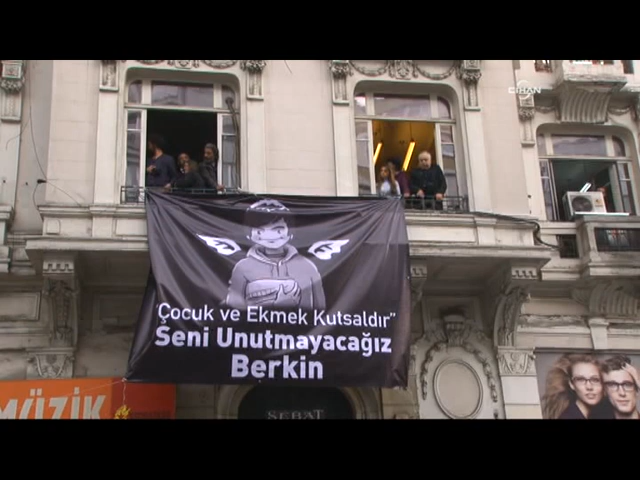 CİHAN
"Çocuk ve Ekmek Kutsaldır"
Seni Unutmayacağız
Berkin
MÜZİK
SEBAT